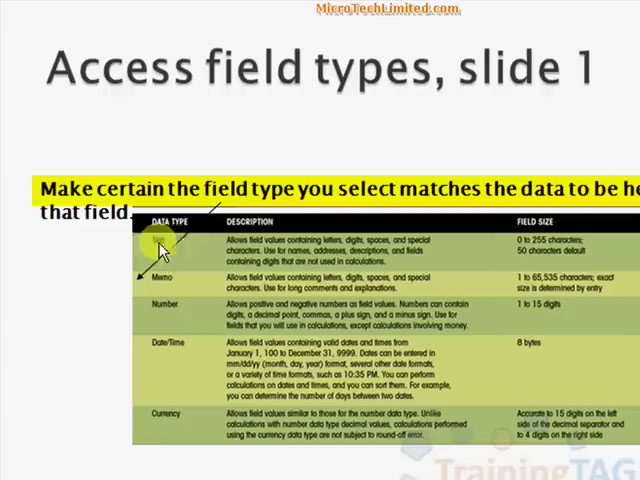 MicroTechLimited.com
Access field types, slide 1
Make certain the field type you select matches the data to be he
that field.
DATA TYPE DESCRIPTION FIELD SIZE
Allows field values containing letters, digits, spaces, and special 0 to 255 characters;
characters. Use for names, addresses, descriptions, and fields 50 characters default
containing digits that are not used in calculations.
Memo Allows field values containing letters, digits, spaces, and special 1 to 65,535 characters; exact
characters. Use for long comments and explanations. size is determined by entry
Number Allows positive and negative numbers as field values. Numbers can contain 1 to 15 digits
digits, a decimal point, commas, a plus sign, and a minus sign. Use for
fields that you will use in calculations, except calculations involving money.
Date/Time Allows field values containing valid dates and times from 8 bytes
January 1, 100 to December 31, 9999. Dates can be entered in
mm/dd/yy (month, day, year) format, several other date formats,
or a variety of time formats, such as 10:35 PM. You can perform
calculations on dates and times, and you can sort them. For example,
you can determine the number of days between two dates.
Currency Allows field values similar to those for the number data type. Unlike Accurate to 15 digits on the left
calculations with number data type decimal values, calculations performed side of the decimal separator and
using the currency data type are not subject to round-off error. to 4 digits on the right side
TrainingTAG